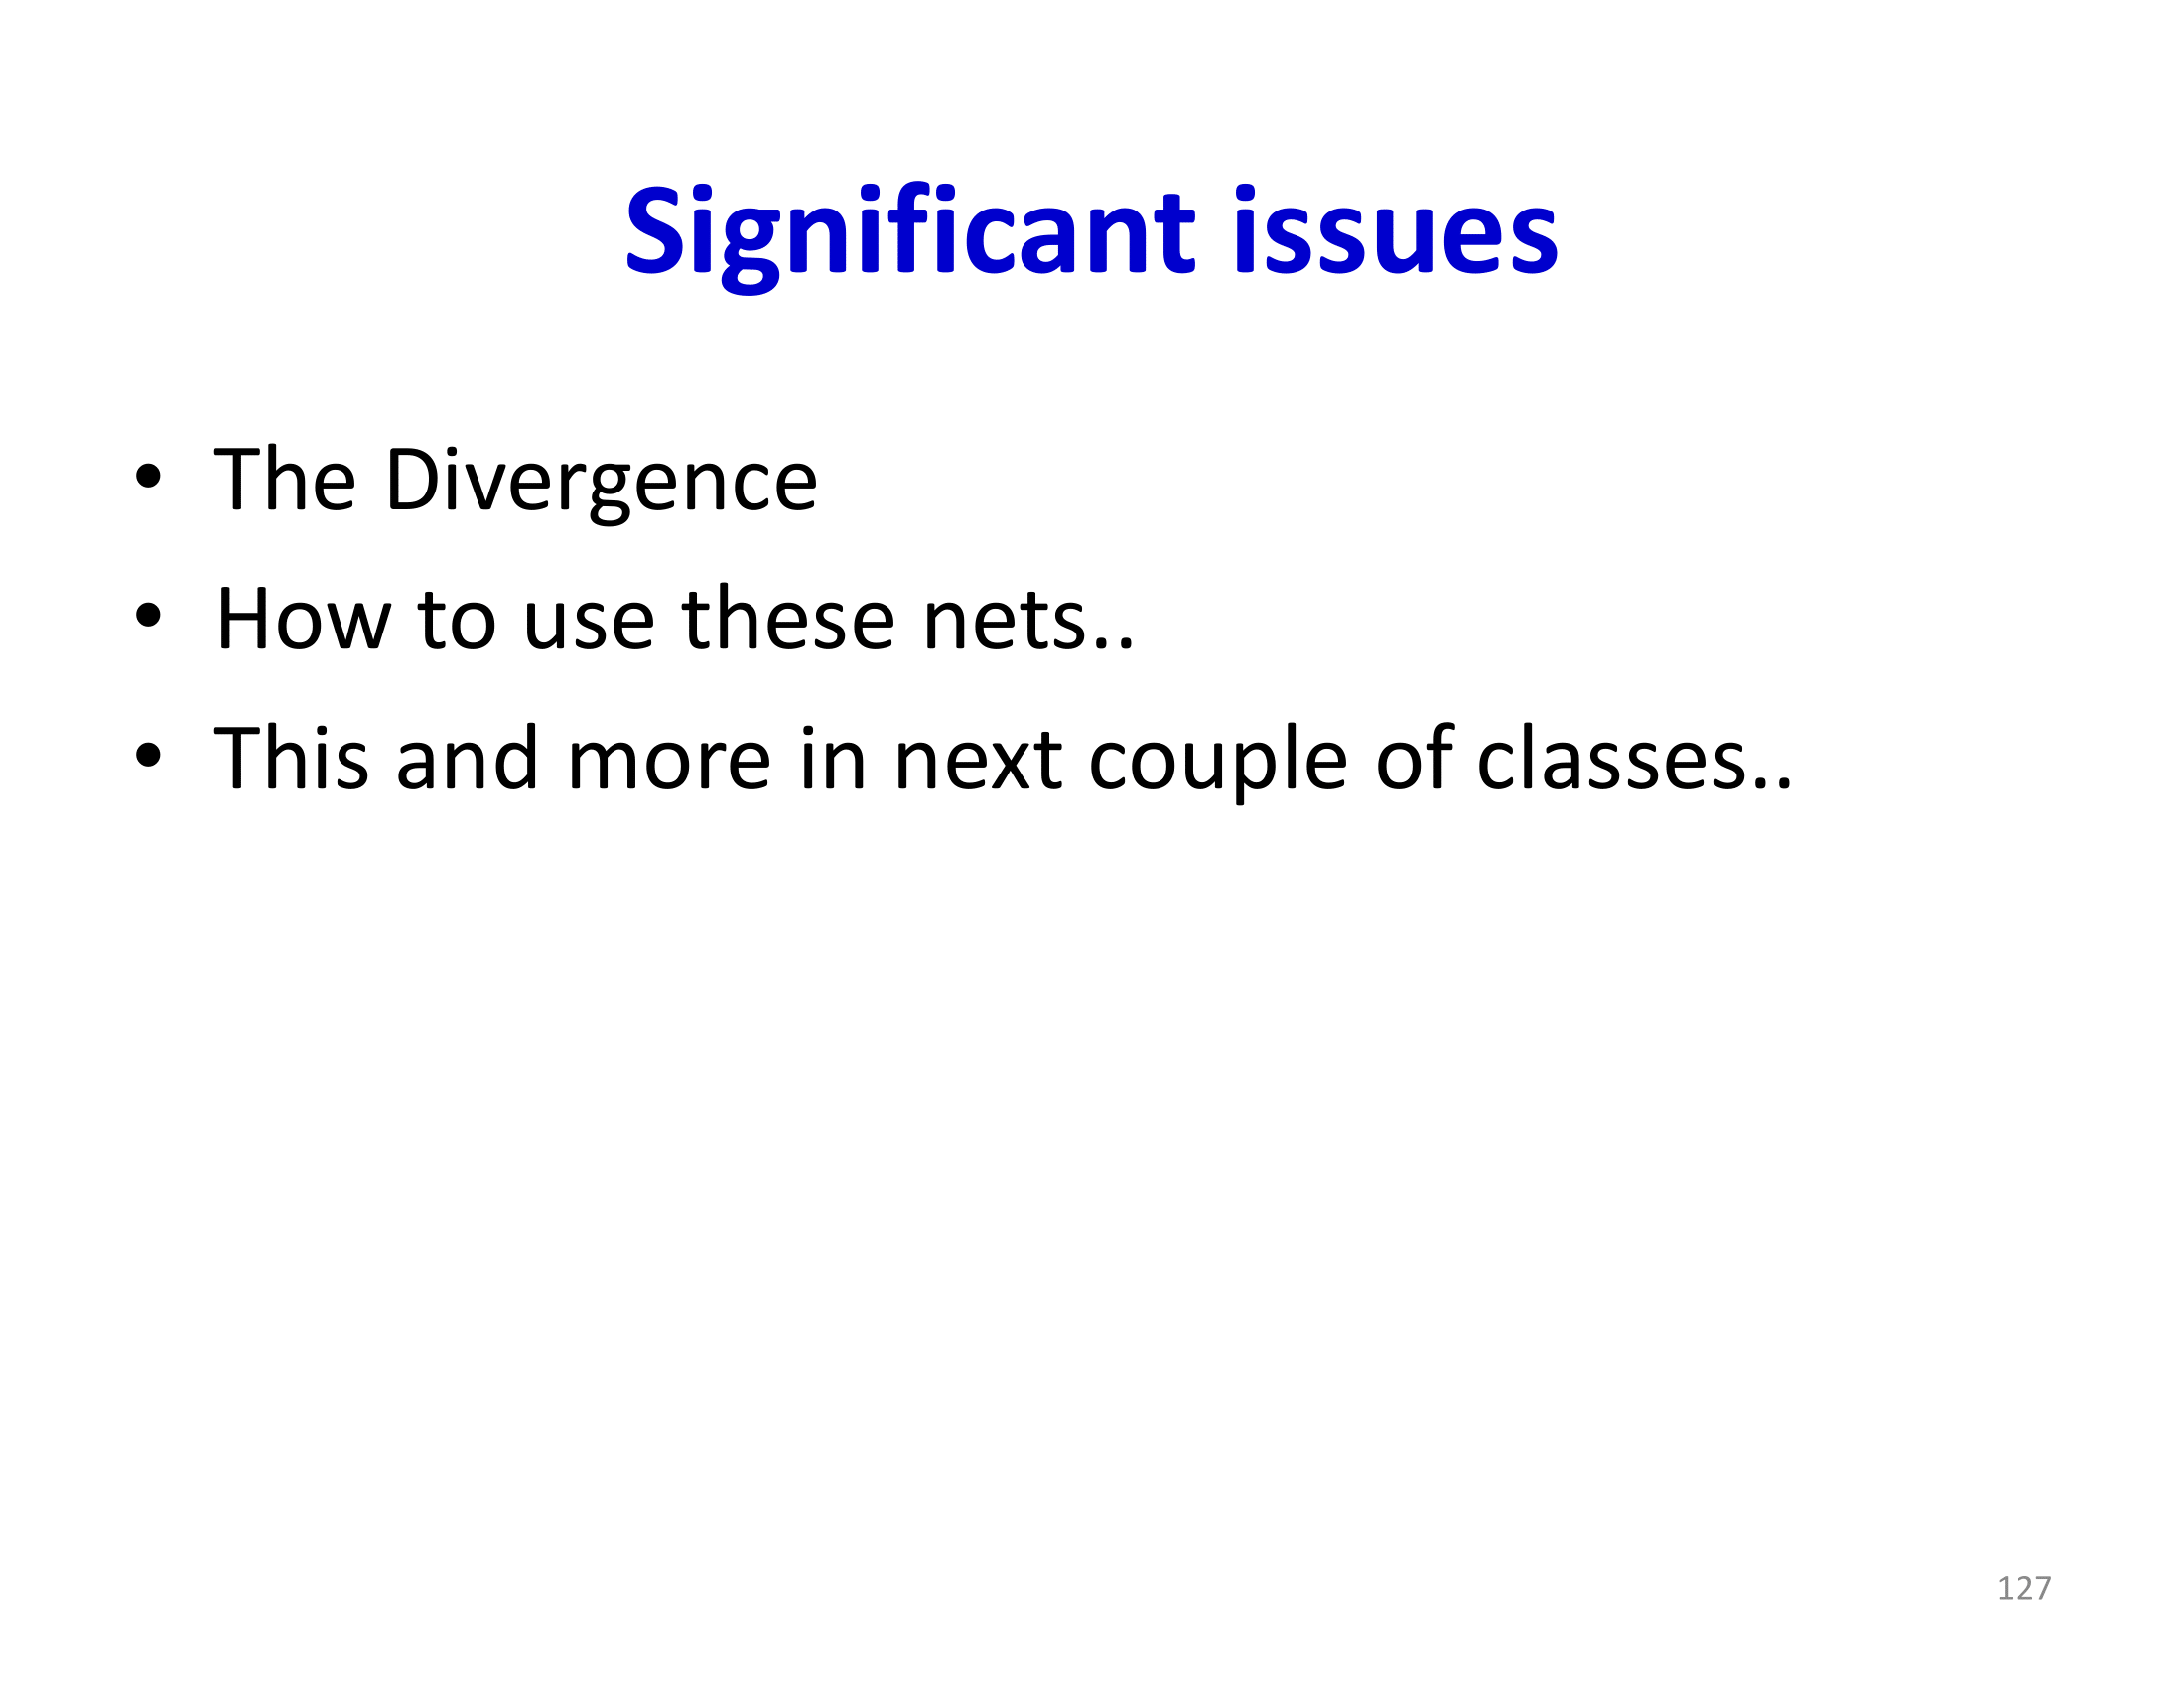 Significant issues
• The Divergence
• How to use these nets..
• This and more in next couple of classes..
127